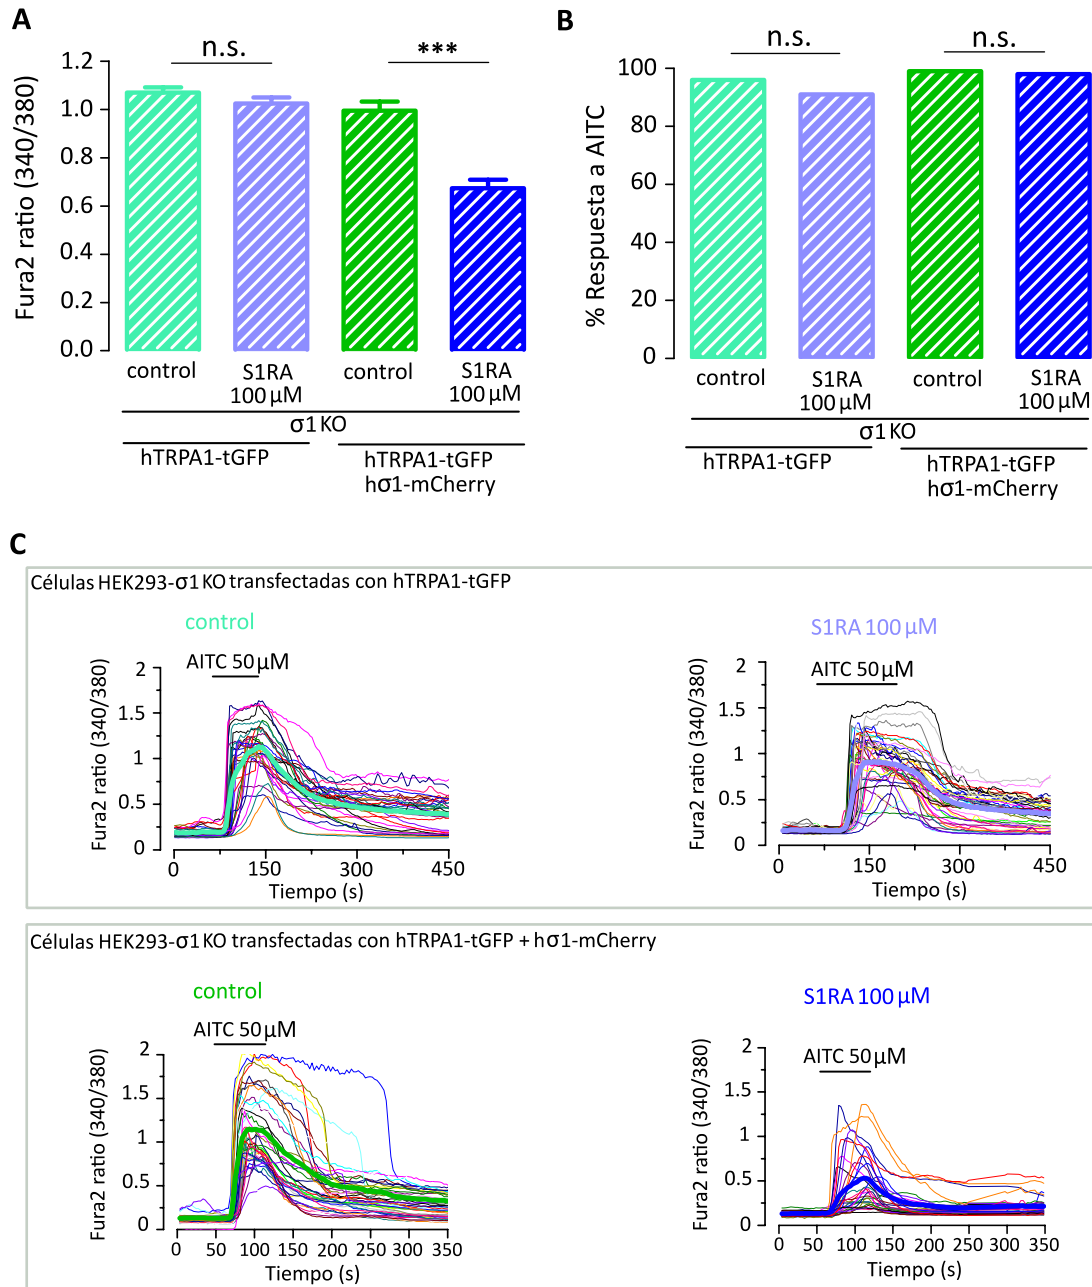 A
B
n.s.
***
n.s.
n.s.
Fura2 ratio (340/380)
1.2
1.0
0.8
0.6
0.4
0.2
0.0
control
S1RA
100 µM
control
S1RA
100 µM
σ1 KO
hTRPA1-tGFP
hTRPA1-tGFP
hσ1-mCherry
% Respuesta a AITC
100
80
60
40
20
0
control
S1RA
100 µM
control
S1RA
100 µM
σ1 KO
hTRPA1-tGFP
hTRPA1-tGFP
hσ1-mCherry
C
Células HEK293-σ1 KO transfectadas con hTRPA1-tGFP
control
AITC 50 µM
Fura2 ratio (340/380)
2
1.5
1
0.5
0
0 150 300 450
Tiempo (s)
S1RA 100 µM
AITC 50 µM
Fura2 ratio (340/380)
2
1.5
1
0.5
0
0 150 300 450
Tiempo (s)
Células HEK293-σ1 KO transfectadas con hTRPA1-tGFP + hσ1-mCherry
control
AITC 50 µM
Fura2 ratio (340/380)
2
1.5
1
0.5
0
0 50 100 150 200 250 300 350
Tiempo (s)
S1RA 100 µM
AITC 50 µM
Fura2 ratio (340/380)
2
1.5
1
0.5
0
0 50 100 150 200 250 300 350
Tiempo (s)